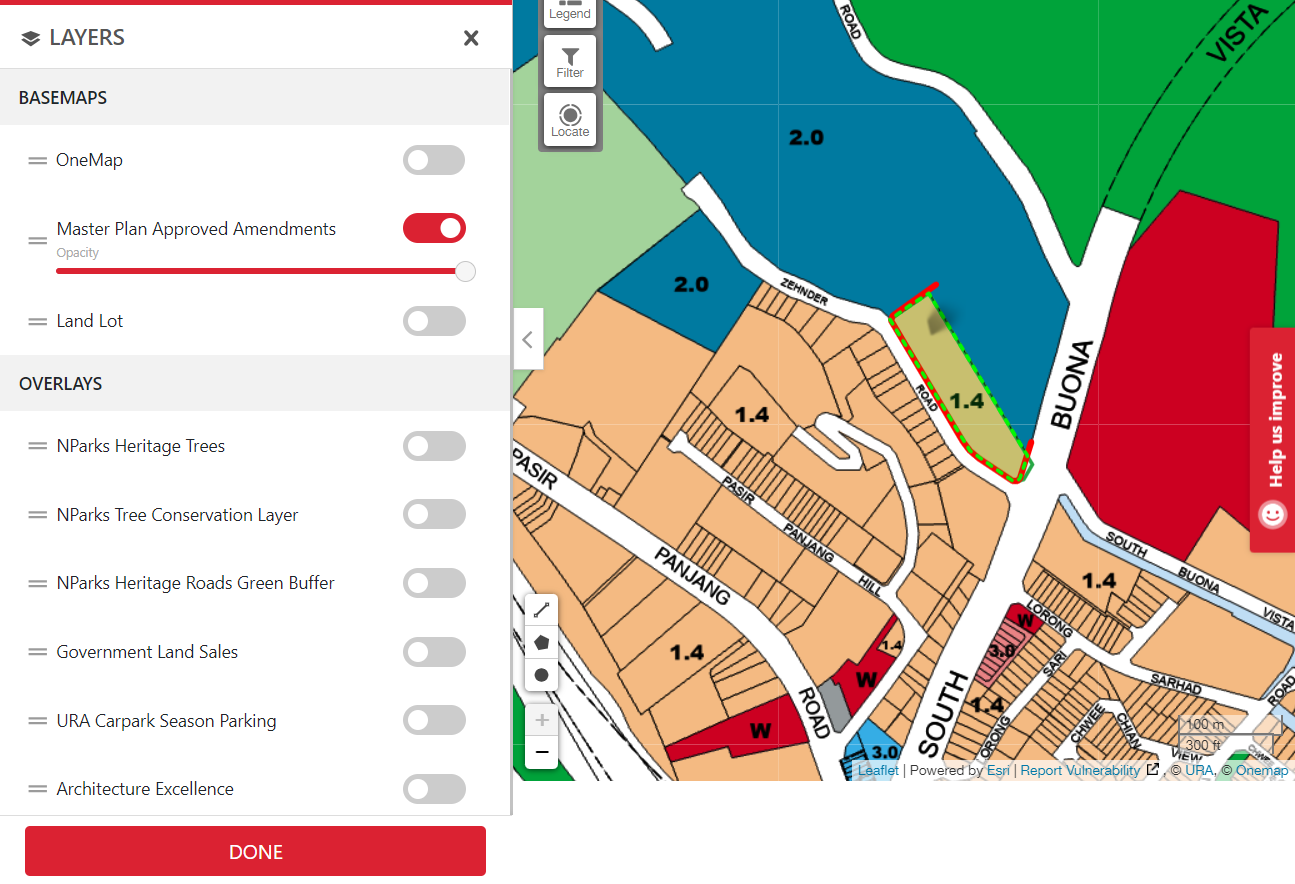 LAYERS
BASEMAPS
OneMap
Master Plan Approved Amendments
Opacity
Land Lot
OVERLAYS
NParks Heritage Trees
NParks Tree Conservation Layer
NParks Heritage Roads Green Buffer
Government Land Sales
URA Carpark Season Parking
Architecture Excellence
DONE
Legend
Filter
Locate
ROAD
VISTA
2.0
2.0
ZEHNDER
ROAD
1.4
BUONA
1.4
Help us improve
PASIR
PASIR
PANJANG
HILL
PANJANG
ROAD
1.4
1.4
W
W
3.0
SOUTH
SOUTH
BUONA
VISTA
ROAD
1.4
W
3.0
1.4
LORONG
SARI
LORONG
SARHAD
CHWEE
CHIAN
VIEW
100 m
300 ft
Leaflet | Powered by Esri | Report Vulnerability , © URA, © Onemap